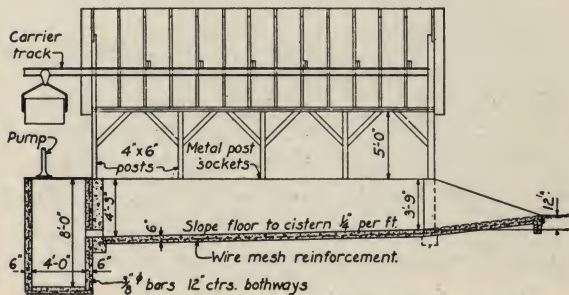 Carrier
track
Pump
4"x 6"
posts
Metal post
sockets
5'-0"
8'-0"
4'-3"
6"
3'-9"
12"
Slope floor to cistern 1/4" per ft.
Wire mesh reinforcement.
6"
4'-0"
6"
3/8" ϕ bars 12" ctrs. bothways